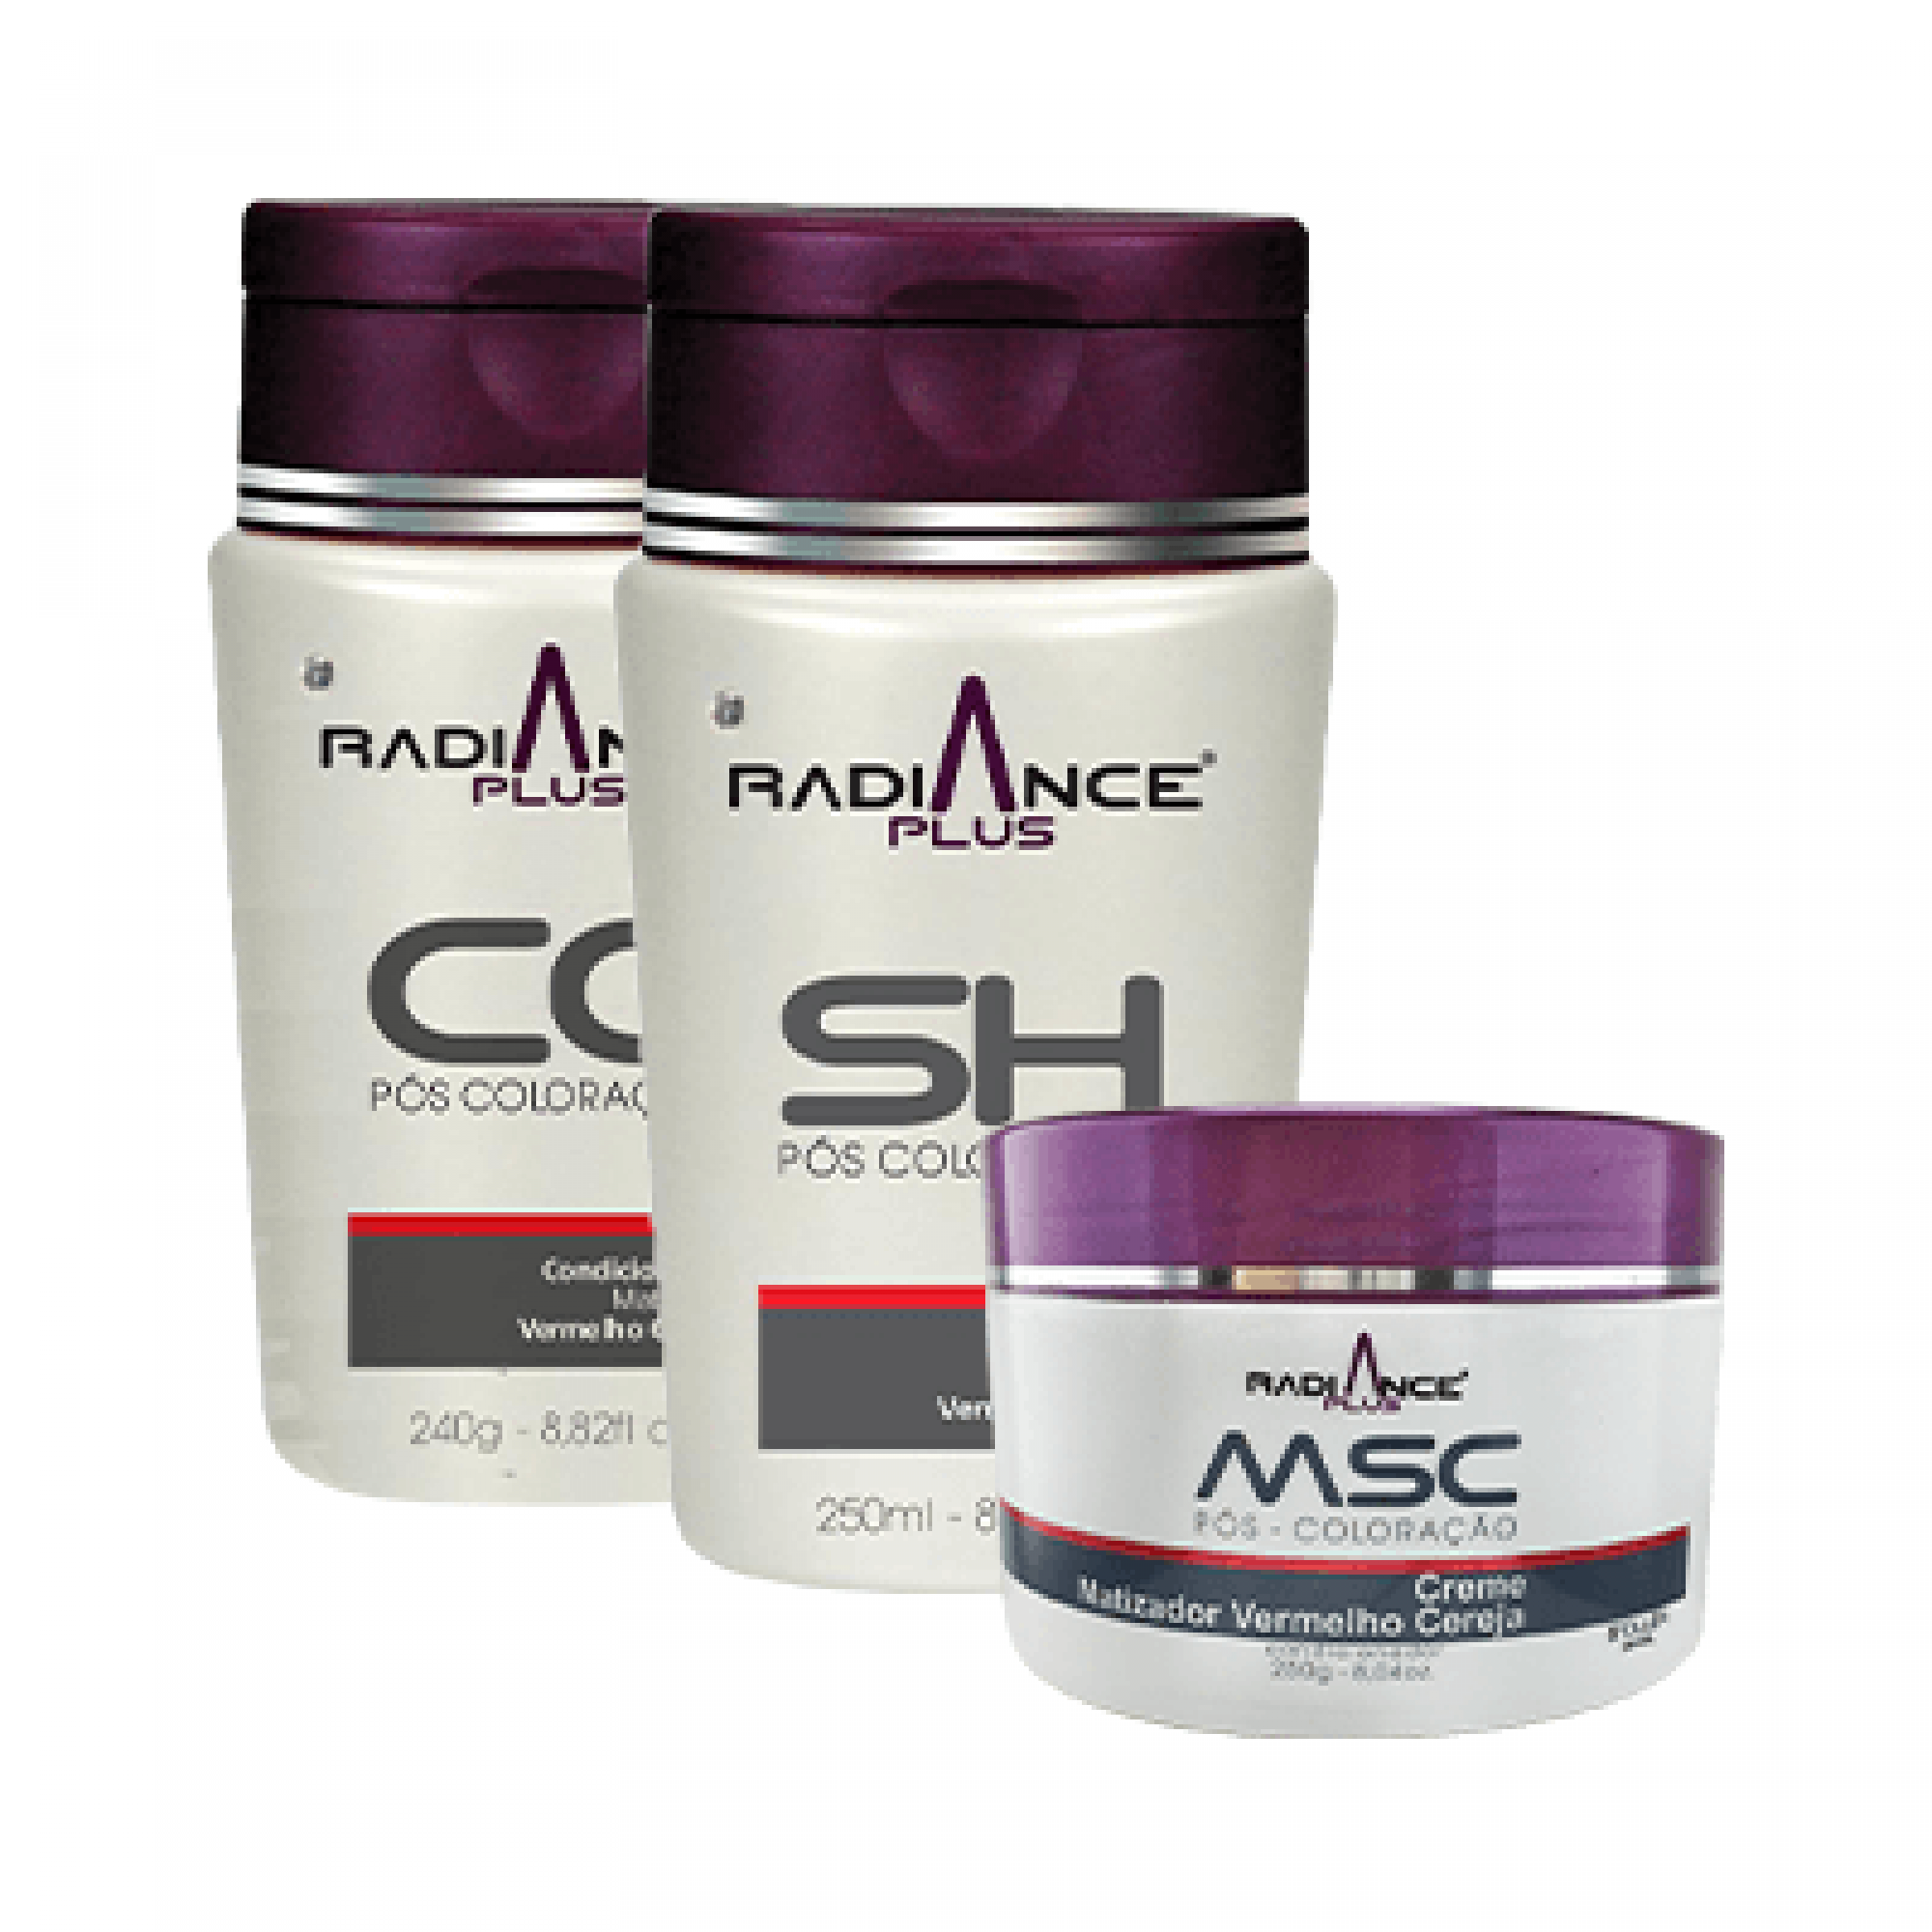 RADIAN
PLUS
CO
PÓS COLORAÇ
Condicio
Vermelho C
240g - 8,82fl o
RADIANCE®
PLUS
SH
PÓS COLO
Ver
250ml - 8
RADIANCE®
PLUS
MSC
PÓS - COLORAÇÃO
Creme
Matizador Vermelho Cereja